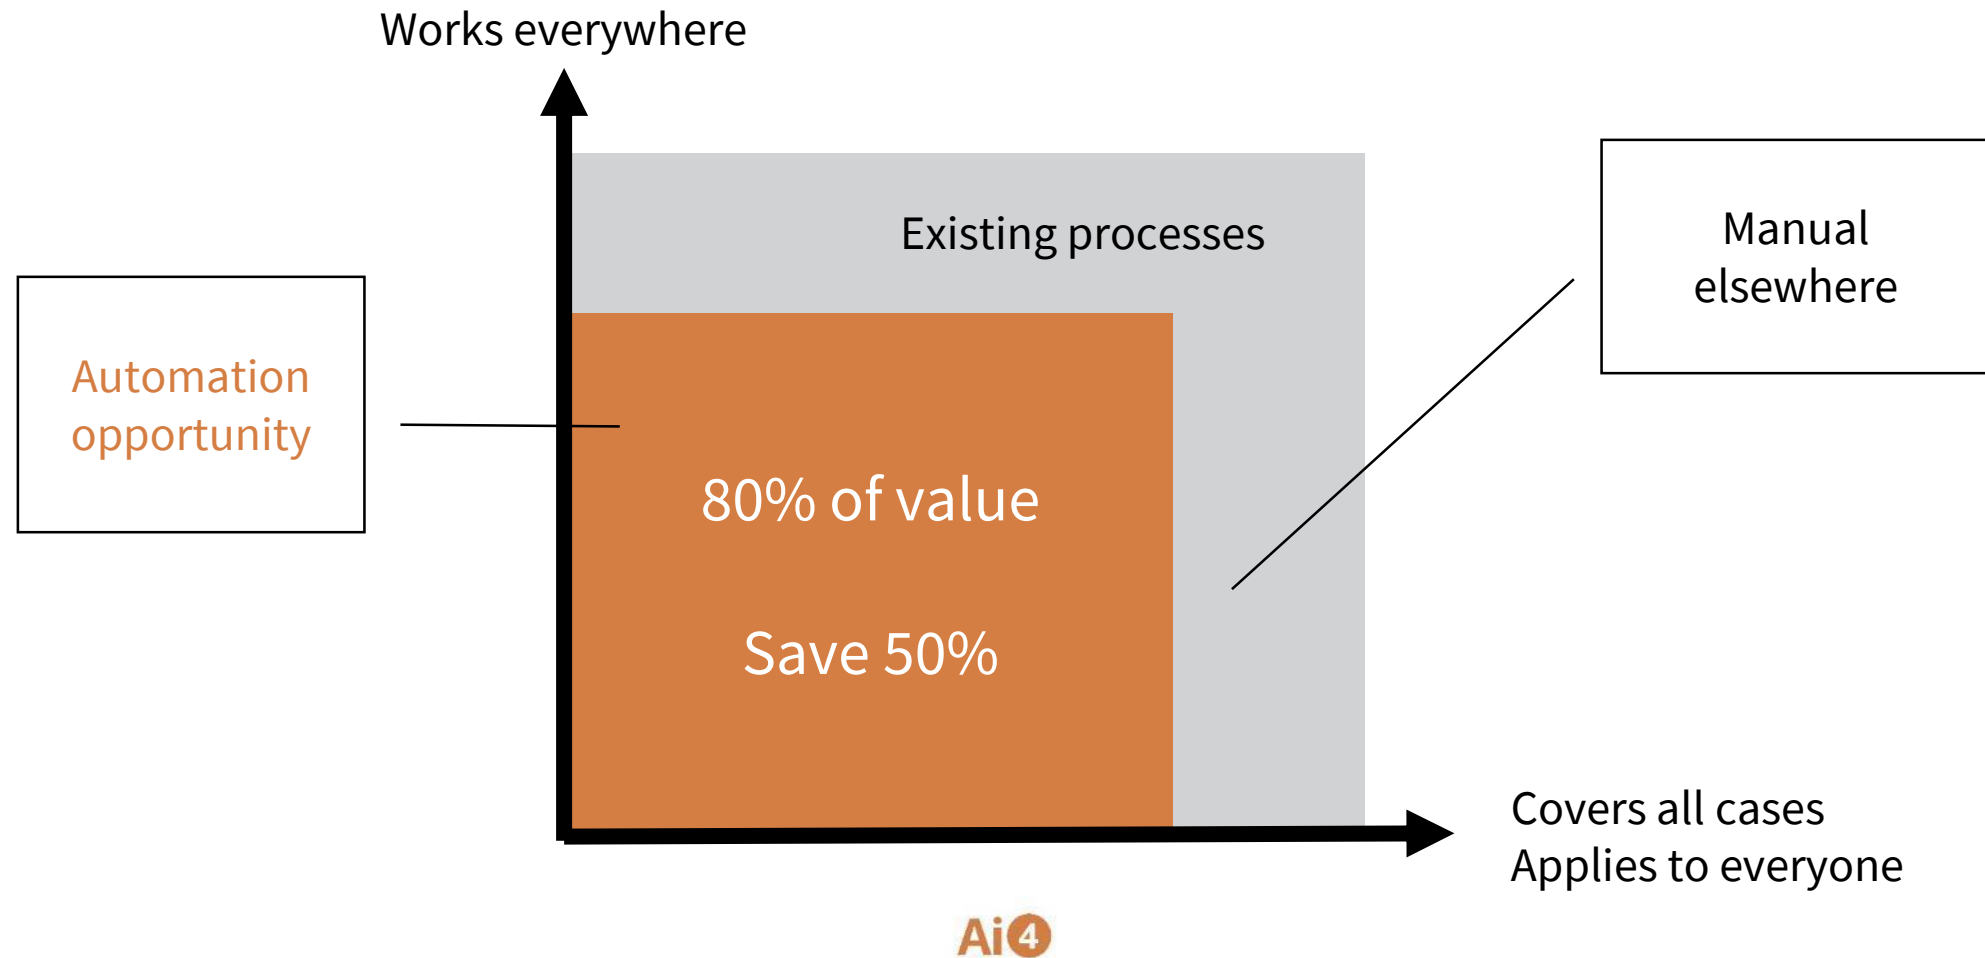 Works everywhere
Existing processes
Manual
elsewhere
Automation
opportunity
80% of value
Save 50%
Covers all cases
Applies to everyone
Ai4